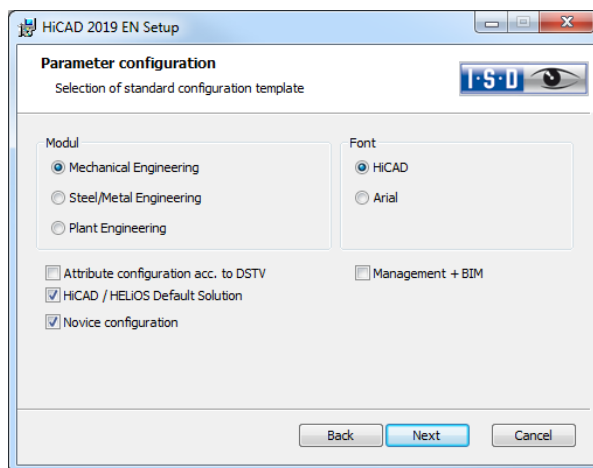 HiCAD 2019 EN Setup
Parameter configuration
Selection of standard configuration template
I·S·D
Modul
Mechanical Engineering
Steel/Metal Engineering
Plant Engineering
Font
HiCAD
Arial
Attribute configuration acc. to DSTV
Management + BIM
HiCAD / HELiOS Default Solution
Novice configuration
Back
Next
Cancel